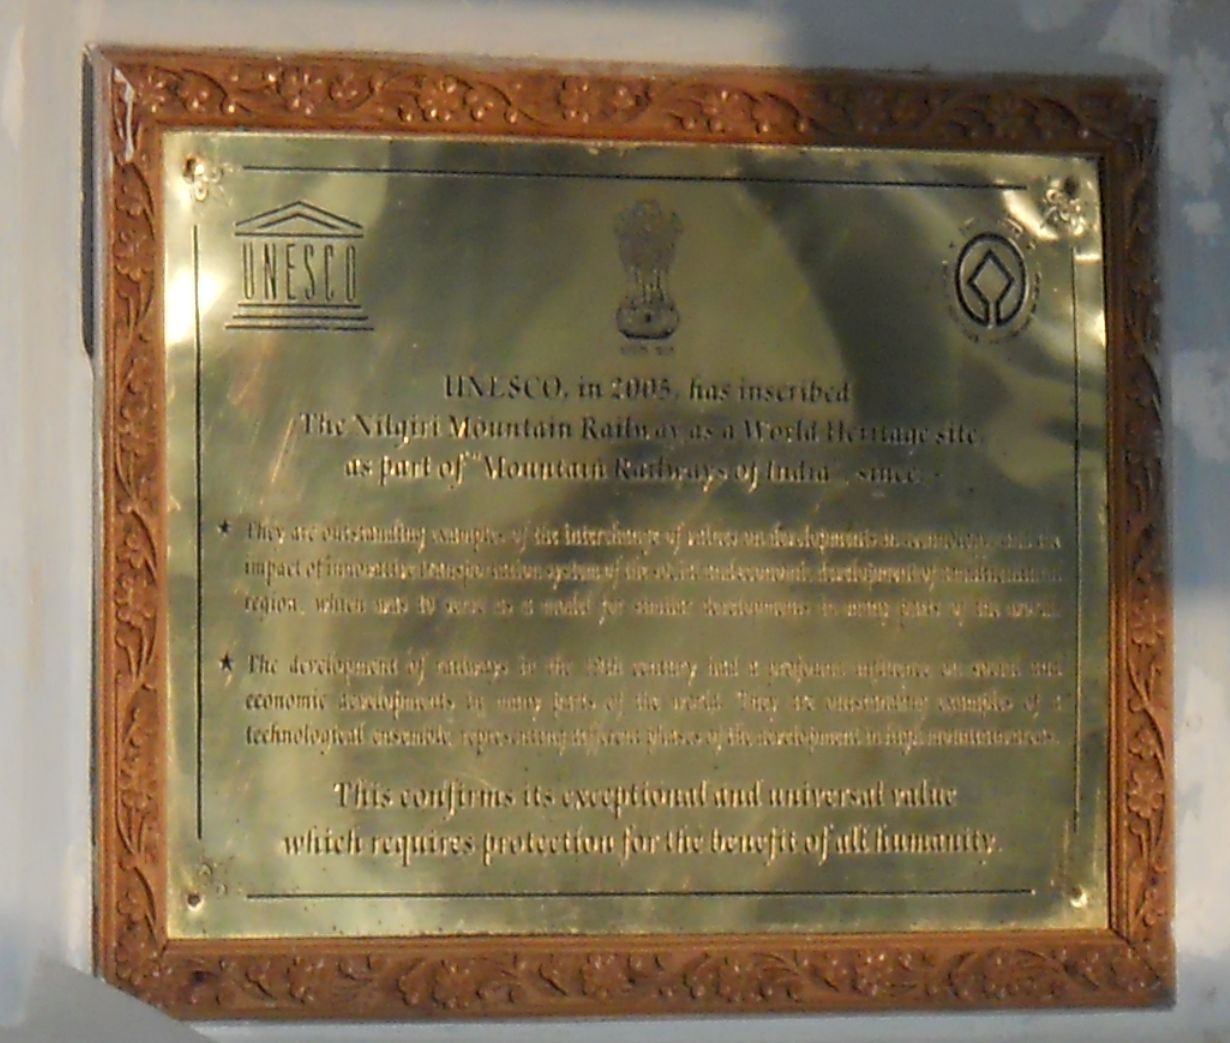 UNESCO
UNESCO, in 2005, has inscribed
The Nilgiri Mountain Railway as a World Heritage site,
as part of "Mountain Railways of India", since, -
★ They are outstanding examples of the interchange of values on developments in technology and the
impact of innovative transportation system of the social and economic development of a multicultural
region, which was to serve as a model for similar developments in many parts of the world.
★ The development of railways in the 19th century had a profound influence on social and
economic developments in many parts of the world. They are outstanding examples of a
technological ensemble, representing different phases of the development in high mountain areas.
This confirms its exceptional and universal value
which requires protection for the benefit of all humanity.